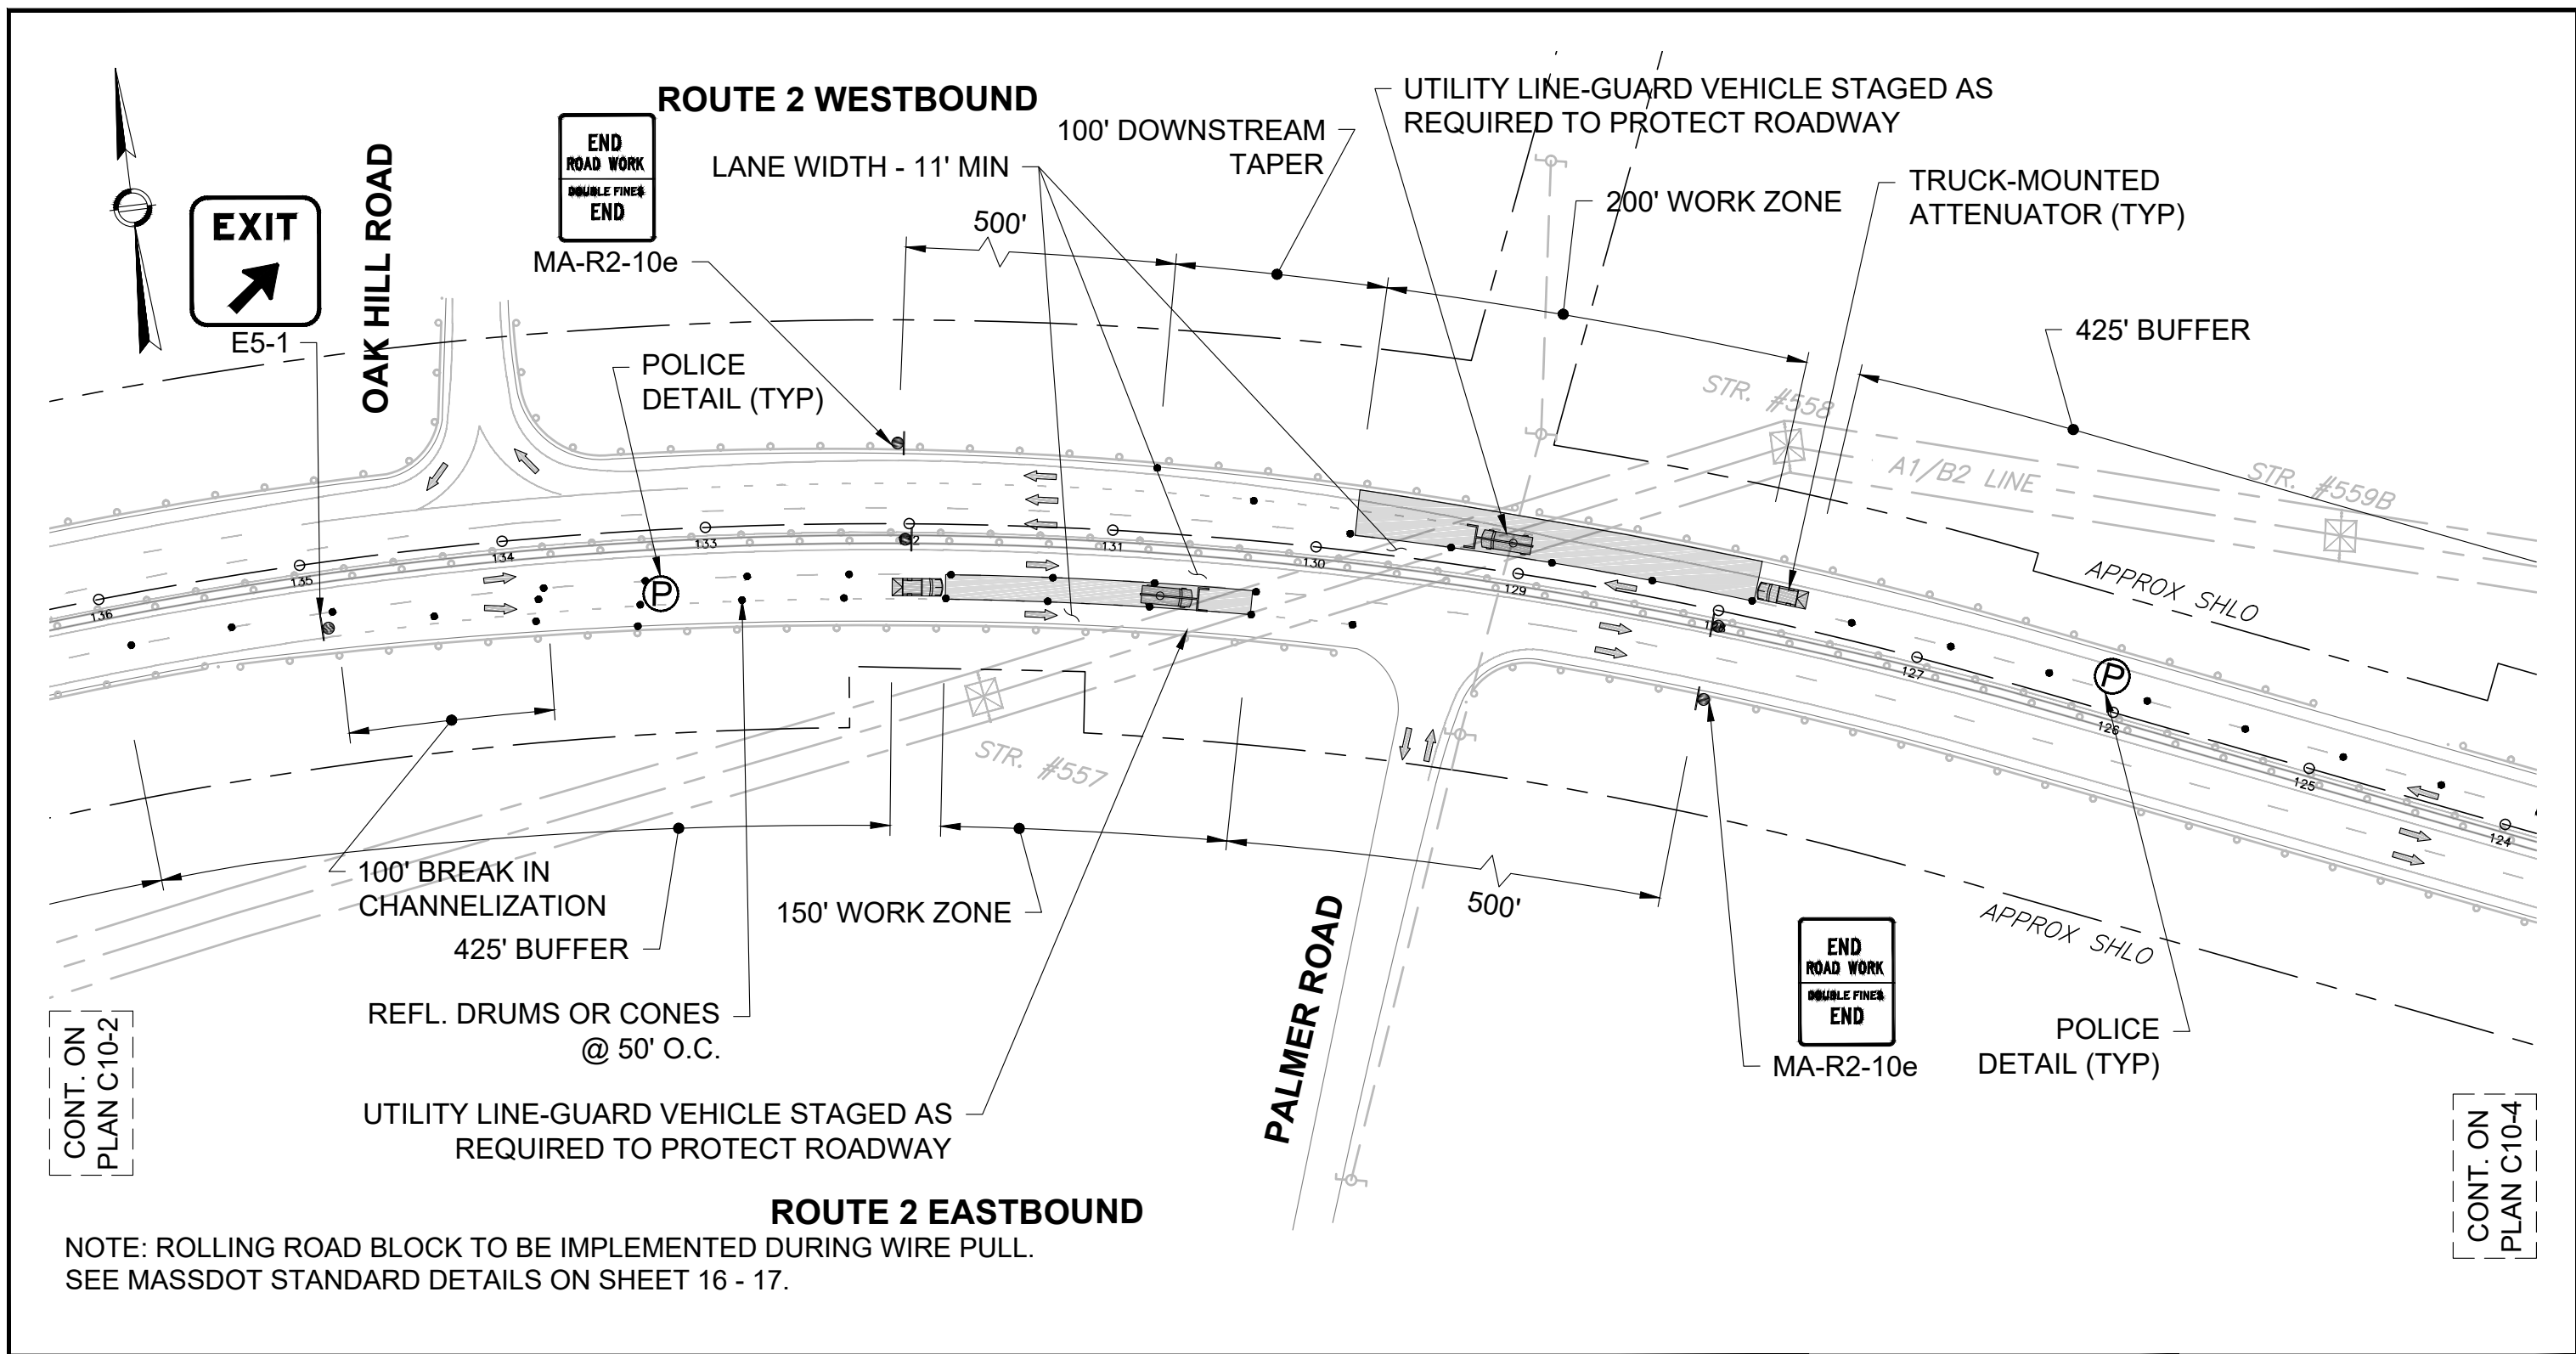 ROUTE 2 WESTBOUND
END
ROAD WORK
DOUBLE FINES
END
MA-R2-10e
LANE WIDTH - 11' MIN
500'
100' DOWNSTREAM
TAPER
UTILITY LINE-GUARD VEHICLE STAGED AS
REQUIRED TO PROTECT ROADWAY
200' WORK ZONE
TRUCK-MOUNTED
ATTENUATOR (TYP)
425' BUFFER
EXIT
E5-1
OAK HILL ROAD
POLICE
DETAIL (TYP)
STR. #558
A1/B2 LINE
STR. #559B
APPROX SHLO
136
135
134
133
131
130
129
128
127
126
125
124
P
P
STR. #557
100' BREAK IN
CHANNELIZATION
425' BUFFER
150' WORK ZONE
500'
REFL. DRUMS OR CONES
@ 50' O.C.
UTILITY LINE-GUARD VEHICLE STAGED AS
REQUIRED TO PROTECT ROADWAY
PALMER ROAD
APPROX SHLO
END
ROAD WORK
DOUBLE FINES
END
MA-R2-10e
POLICE
DETAIL (TYP)
CONT. ON
PLAN C10-2
CONT. ON
PLAN C10-4
ROUTE 2 EASTBOUND
NOTE: ROLLING ROAD BLOCK TO BE IMPLEMENTED DURING WIRE PULL.
SEE MASSDOT STANDARD DETAILS ON SHEET 16 - 17.